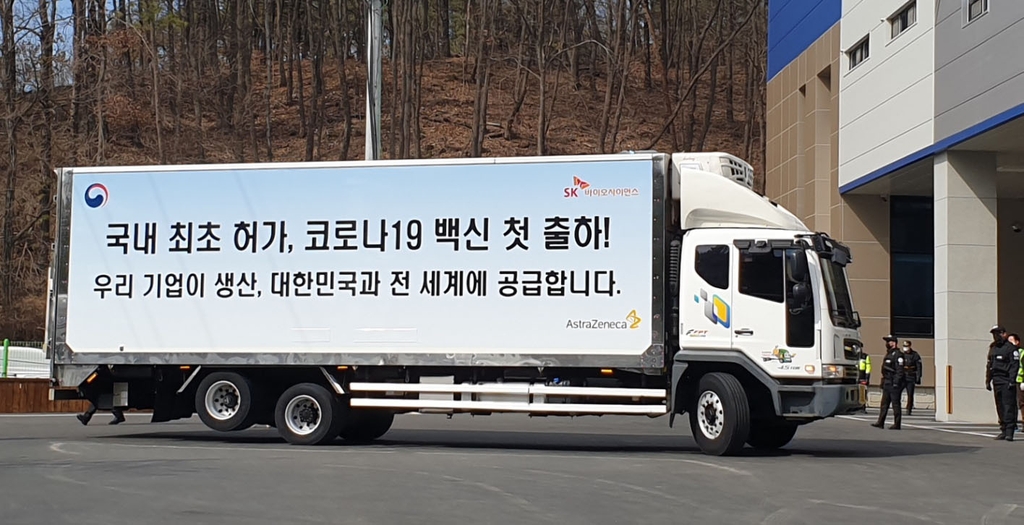 SK 바이오사이언스
국내 최초 허가, 코로나19 백신 첫 출하!
우리 기업이 생산, 대한민국과 전 세계에 공급합니다.
AstraZeneca